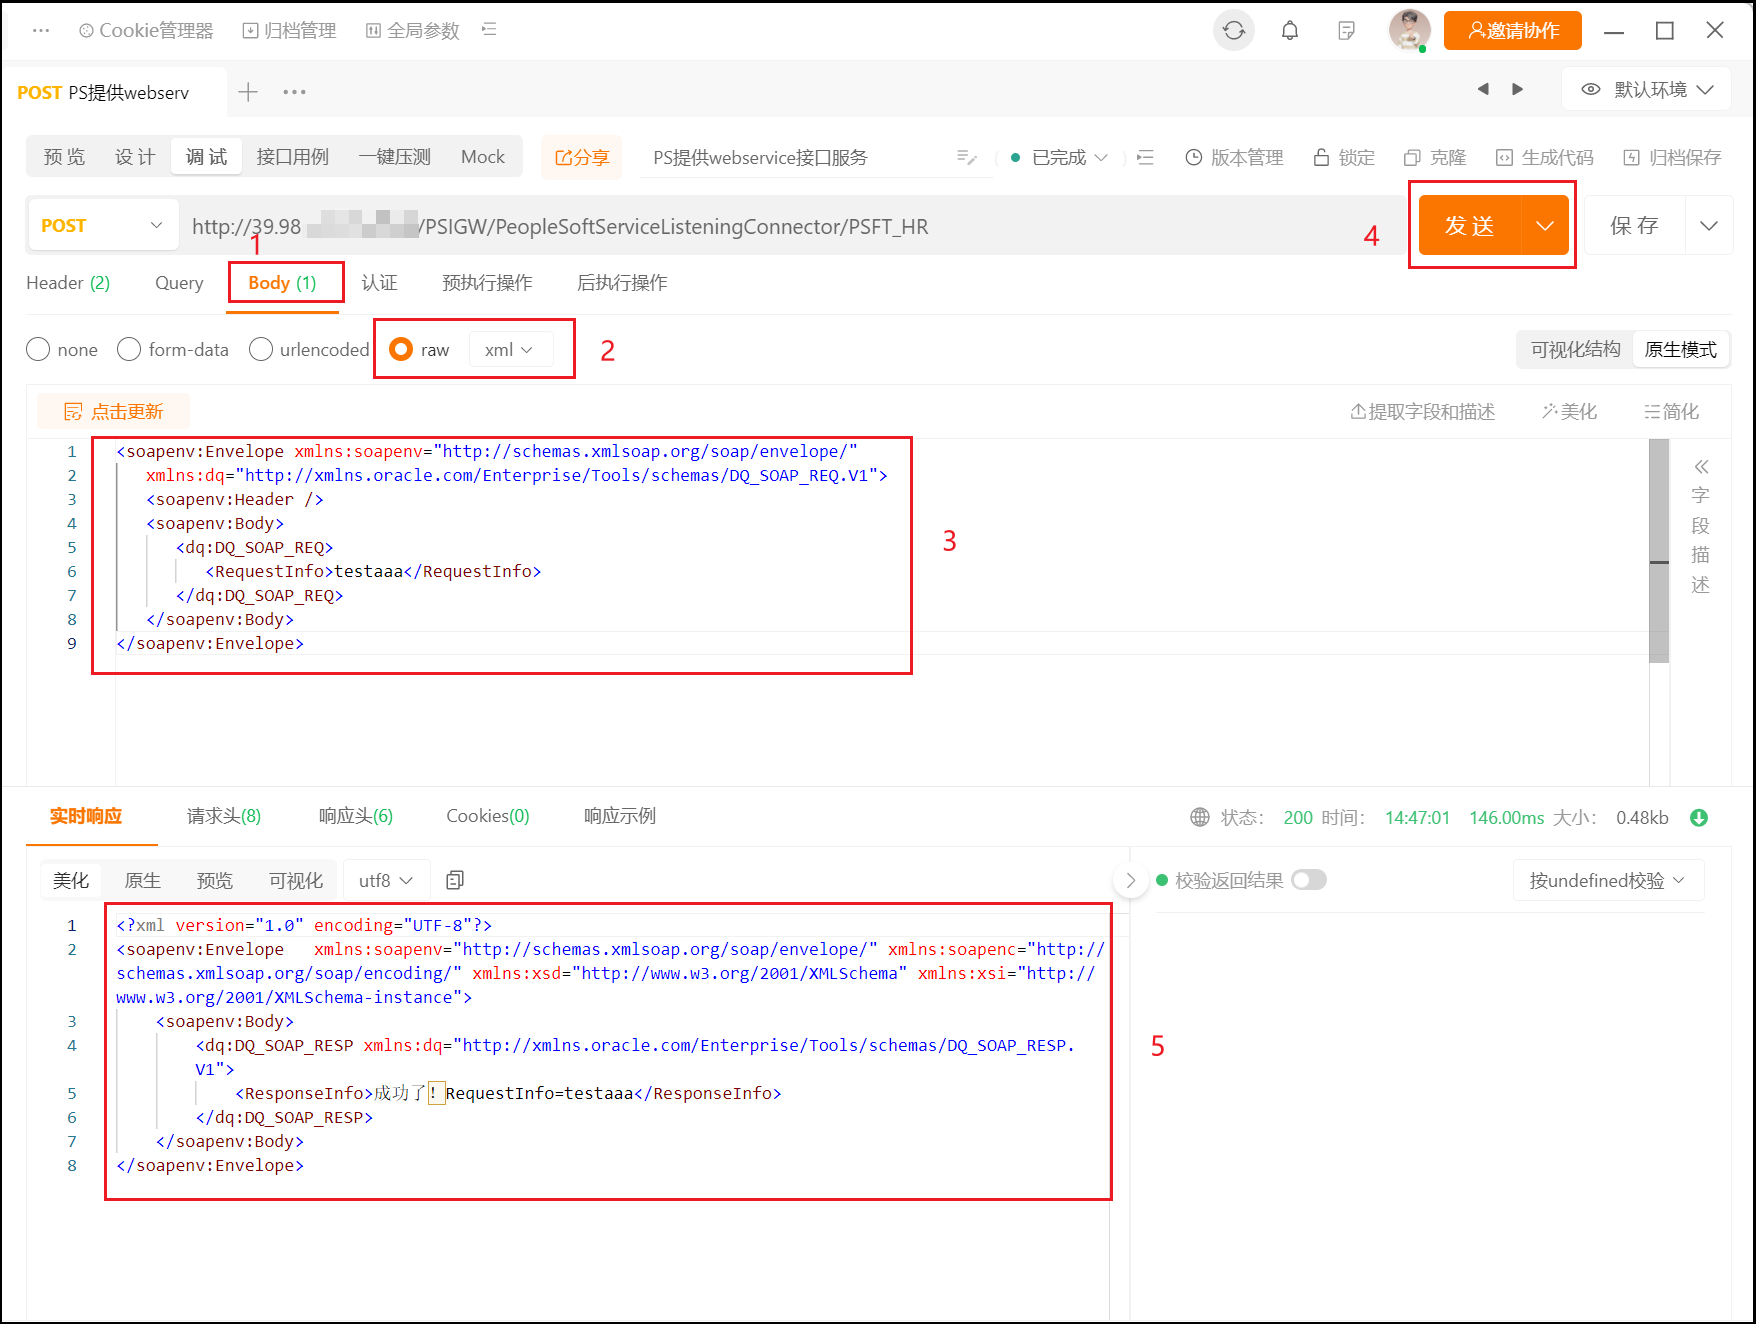 Cookie管理器 归档管理 全局参数
邀请协作
POST PS提供webserv
默认环境
预览 设计 调试 接口用例 一键压测 Mock 分享 PS提供webservice接口服务 已完成 版本管理 锁定 克隆 生成代码 归档保存
POST http://39.98 /PSIGW/PeopleSoftServiceListeningConnector/PSFT_HR 4 发送 保存
1
Header (2) Query Body (1) 认证 预执行操作 后执行操作
none form-data urlencoded raw xml 2 可视化结构 原生模式
点击更新 提取字段和描述 美化 简化
1 <soapenv:Envelope xmlns:soapenv="http://schemas.xmlsoap.org/soap/envelope/"
2 xmlns:dq="http://xmlns.oracle.com/Enterprise/Tools/schemas/DQ_SOAP_REQ.V1">
3 <soapenv:Header />
4 <soapenv:Body>
5 <dq:DQ_SOAP_REQ>
6 <RequestInfo>testaaa</RequestInfo>
7 </dq:DQ_SOAP_REQ>
8 </soapenv:Body>
9 </soapenv:Envelope>
3
字段描述
实时响应 请求头(8) 响应头(6) Cookies(0) 响应示例 状态: 200 时间: 14:47:01 146.00ms 大小: 0.48kb
美化 原生 预览 可视化 utf8 校验返回结果 按undefined校验
1 <?xml version="1.0" encoding="UTF-8"?>
2 <soapenv:Envelope xmlns:soapenv="http://schemas.xmlsoap.org/soap/envelope/" xmlns:soapenc="http://
schemas.xmlsoap.org/soap/encoding/" xmlns:xsd="http://www.w3.org/2001/XMLSchema" xmlns:xsi="http://
www.w3.org/2001/XMLSchema-instance">
3 <soapenv:Body>
4 <dq:DQ_SOAP_RESP xmlns:dq="http://xmlns.oracle.com/Enterprise/Tools/schemas/DQ_SOAP_RESP.
V1">
5 <ResponseInfo>成功了！RequestInfo=testaaa</ResponseInfo>
6 </dq:DQ_SOAP_RESP>
7 </soapenv:Body>
8 </soapenv:Envelope>
5